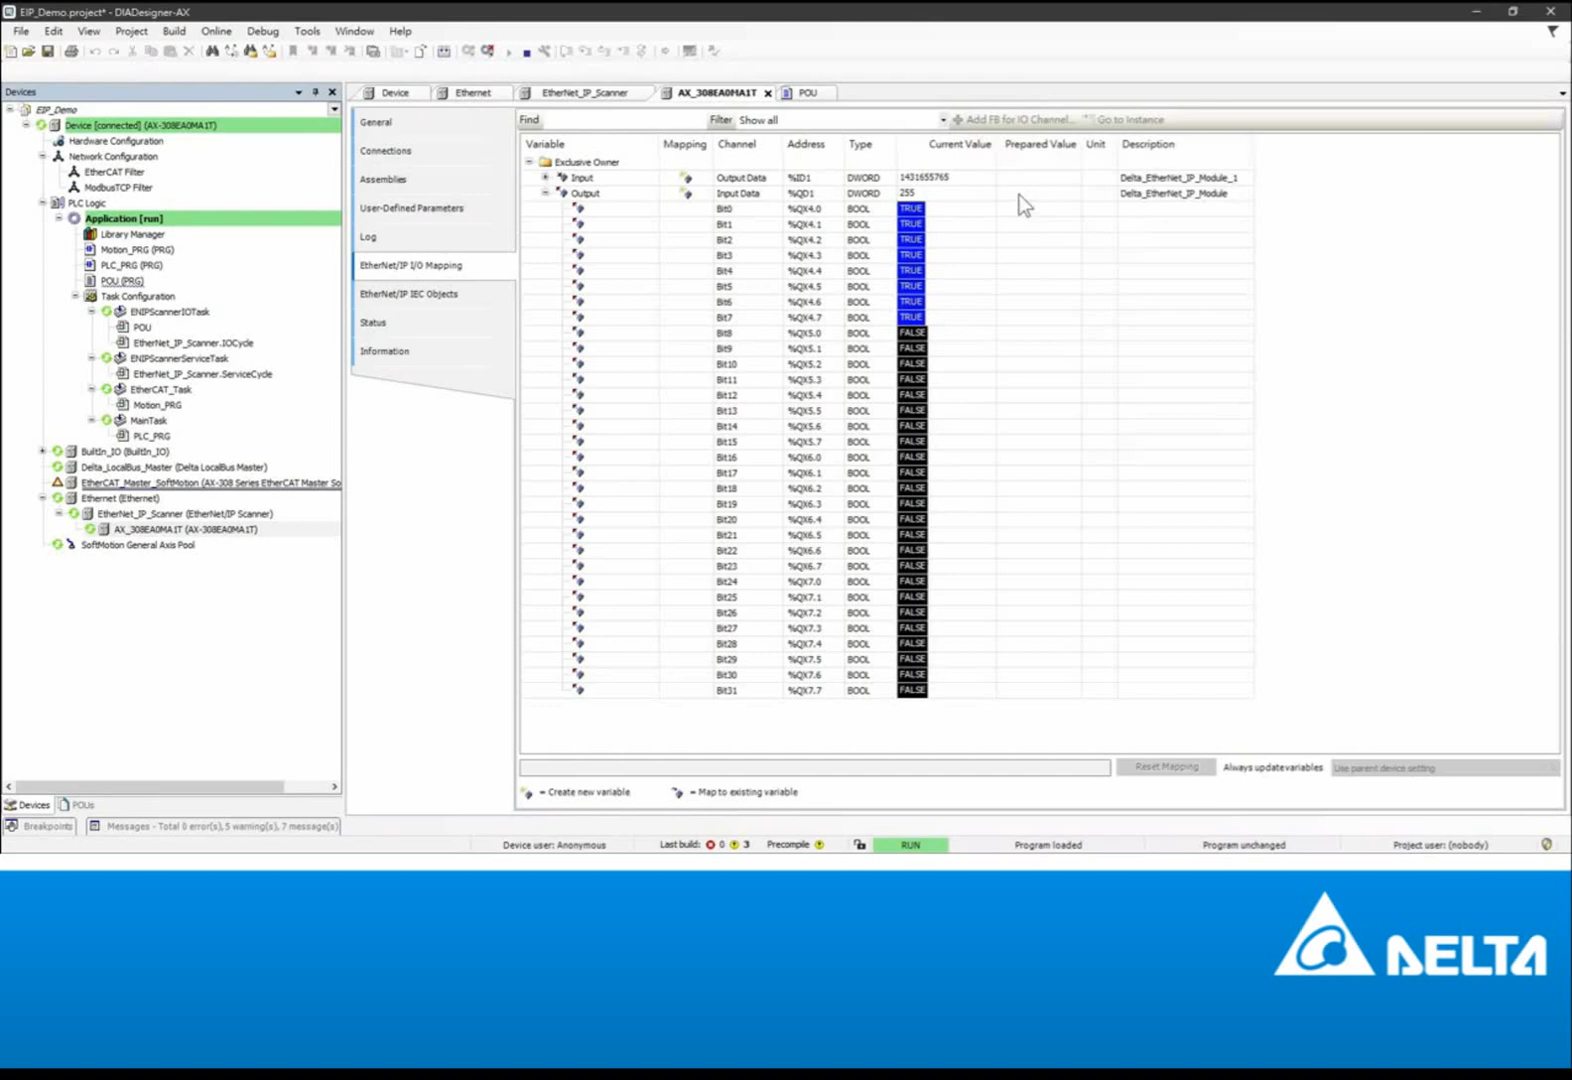 EIP_Demo.project* - DIADesigner-AX
File Edit View Project Build Online Debug Tools Window Help
Devices
EIP_Demo
Device [connected] (AX-308EA0MA1T)
Hardware Configuration
Network Configuration
EtherCAT Filter
ModbusTCP Filter
PLC Logic
Application [run]
Library Manager
Motion_PRG (PRG)
PLC_PRG (PRG)
POU (PRG)
Task Configuration
ENIPScannerIOTask
POU
EtherNet_IP_Scanner.IOCycle
ENIPScannerServiceTask
EtherNet_IP_Scanner.ServiceCycle
EtherCAT_Task
Motion_PRG
MainTask
PLC_PRG
BuiltIn_IO (BuiltIn_IO)
Delta_LocalBus_Master (Delta LocalBus Master)
EtherCAT_Master_SoftMotion (AX-308 Series EtherCAT Master So
Ethernet (Ethernet)
EtherNet_IP_Scanner (EtherNet/IP Scanner)
AX_308EA0MA1T (AX-308EA0MA1T)
SoftMotion General Axis Pool
Devices POUs
Device Ethernet EtherNet_IP_Scanner AX_308EA0MA1T POU
General
Connections
Assemblies
User-Defined Parameters
Log
EtherNet/IP I/O Mapping
EtherNet/IP IEC Objects
Status
Information
Find Filter Show all Add FB for IO Channel... Go to Instance
Variable Mapping Channel Address Type Current Value Prepared Value Unit Description
Exclusive Owner
Input Output Data %ID1 DWORD 1431655765 Delta_EtherNet_IP_Module_1
Output Input Data %QD1 DWORD 255 Delta_EtherNet_IP_Module
Bit0 %QX4.0 BOOL TRUE
Bit1 %QX4.1 BOOL TRUE
Bit2 %QX4.2 BOOL TRUE
Bit3 %QX4.3 BOOL TRUE
Bit4 %QX4.4 BOOL TRUE
Bit5 %QX4.5 BOOL TRUE
Bit6 %QX4.6 BOOL TRUE
Bit7 %QX4.7 BOOL TRUE
Bit8 %QX5.0 BOOL FALSE
Bit9 %QX5.1 BOOL FALSE
Bit10 %QX5.2 BOOL FALSE
Bit11 %QX5.3 BOOL FALSE
Bit12 %QX5.4 BOOL FALSE
Bit13 %QX5.5 BOOL FALSE
Bit14 %QX5.6 BOOL FALSE
Bit15 %QX5.7 BOOL FALSE
Bit16 %QX6.0 BOOL FALSE
Bit17 %QX6.1 BOOL FALSE
Bit18 %QX6.2 BOOL FALSE
Bit19 %QX6.3 BOOL FALSE
Bit20 %QX6.4 BOOL FALSE
Bit21 %QX6.5 BOOL FALSE
Bit22 %QX6.6 BOOL FALSE
Bit23 %QX6.7 BOOL FALSE
Bit24 %QX7.0 BOOL FALSE
Bit25 %QX7.1 BOOL FALSE
Bit26 %QX7.2 BOOL FALSE
Bit27 %QX7.3 BOOL FALSE
Bit28 %QX7.4 BOOL FALSE
Bit29 %QX7.5 BOOL FALSE
Bit30 %QX7.6 BOOL FALSE
Bit31 %QX7.7 BOOL FALSE
Reset Mapping Always update variables Use parent device setting
= Create new variable = Map to existing variable
Breakpoints Messages - Total 0 error(s), 5 warning(s), 7 message(s)
Device user: Anonymous Last build: 0 3 Precompile RUN Program loaded Program unchanged Project user: (nobody)
DELTA